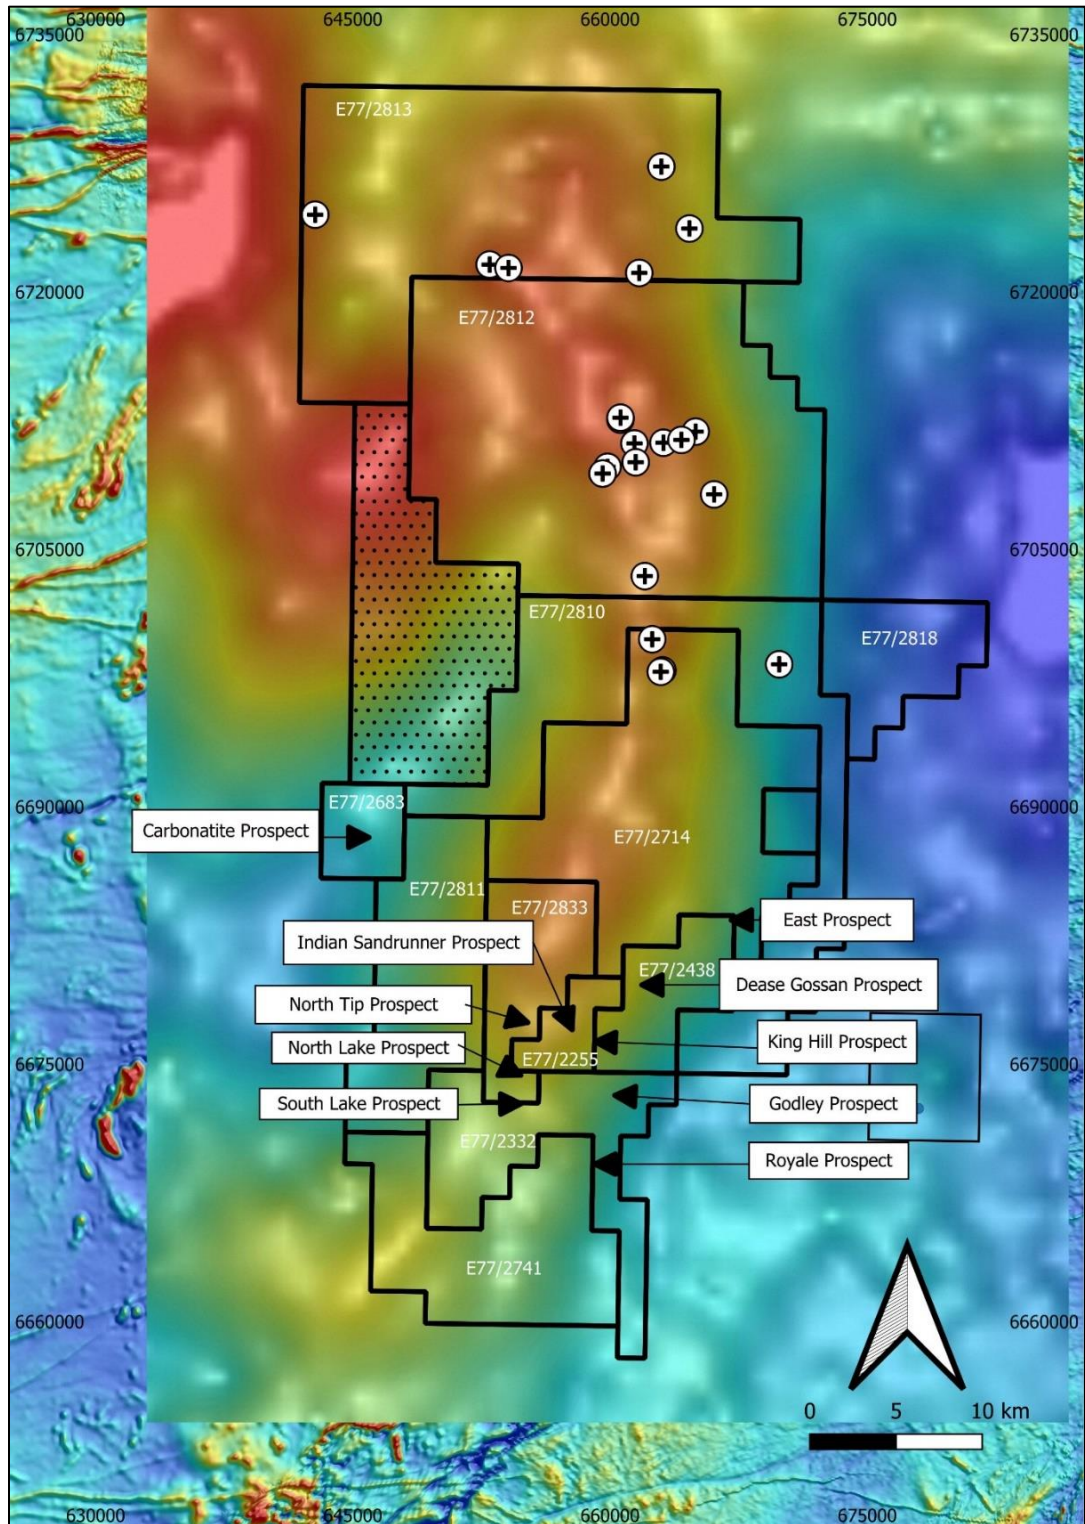 630000
645000
660000
675000
6735000
6735000
E77/2813
6720000
6720000
E77/2812
6705000
6705000
E77/2810
E77/2818
6690000
6690000
E77/2683
Carbonatite Prospect
E77/2714
E77/2811
E77/2833
East Prospect
Indian Sandrunner Prospect
E77/2438
Dease Gossan Prospect
North Tip Prospect
King Hill Prospect
North Lake Prospect
E77/2255
6675000
6675000
South Lake Prospect
Godley Prospect
E77/2332
Royale Prospect
E77/2741
6660000
6660000
0 5 10 km
630000
645000
660000
675000